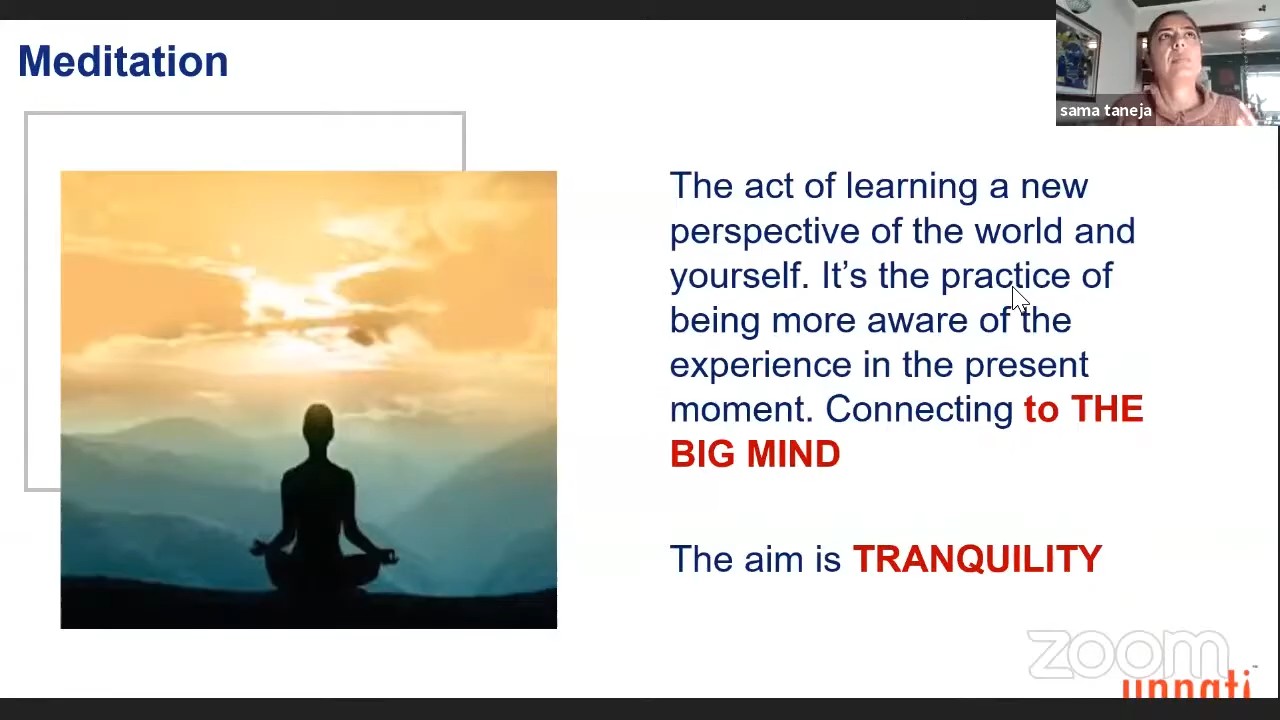 Meditation
sama taneja
The act of learning a new
perspective of the world and
yourself. It’s the practice of
being more aware of the
experience in the present
moment. Connecting to THE
BIG MIND
The aim is TRANQUILITY
zoom
unnati